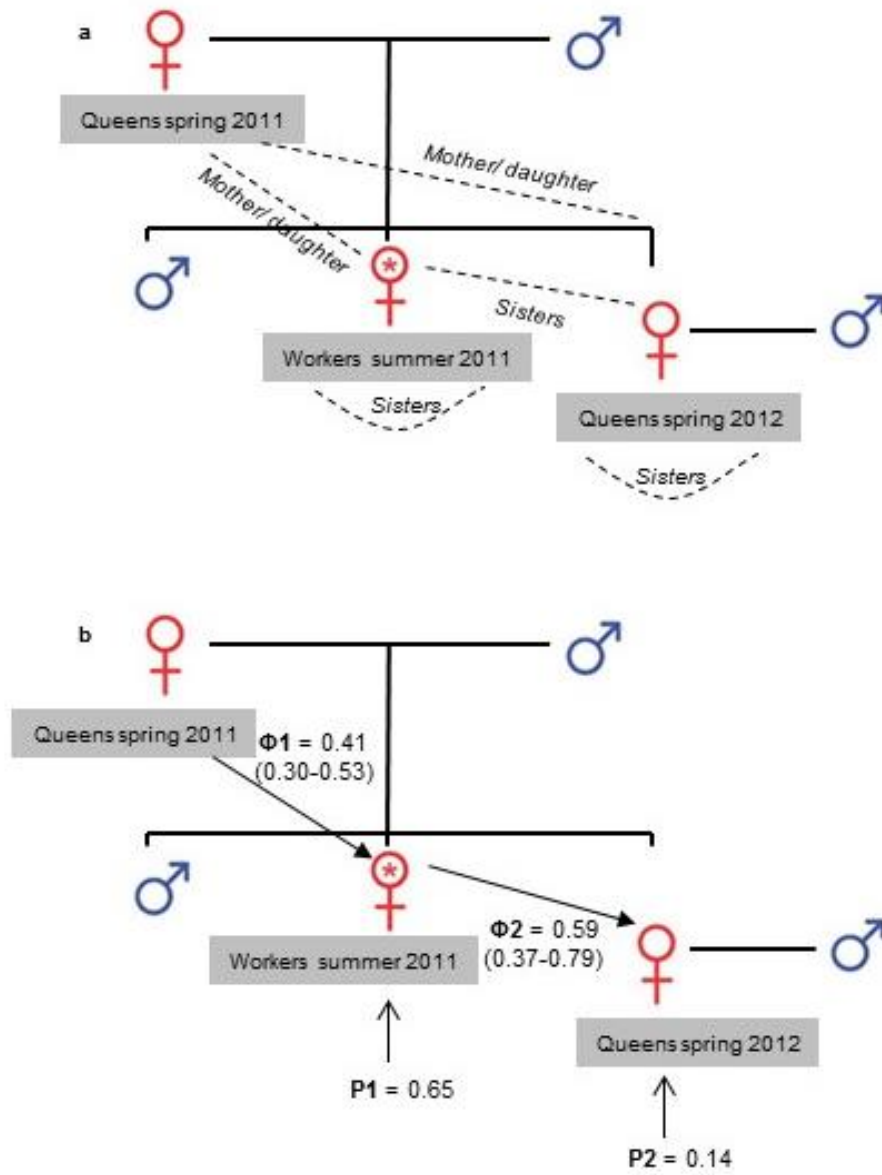 a
Queens spring 2011
Mother/ daughter
Mother/ daughter
*
Sisters
Workers summer 2011
Sisters
Queens spring 2012
Sisters
b
Queens spring 2011
Φ1 = 0.41
(0.30-0.53)
*
Φ2 = 0.59
(0.37-0.79)
Workers summer 2011
Queens spring 2012
P1 = 0.65
P2 = 0.14